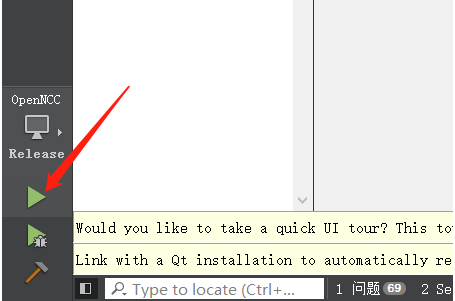 OpenNCC
Release
Would you like to take a quick UI tour? This to
Link with a Qt installation to automatically re
Type to locate (Ctrl+...
1 问题 69
2 Se